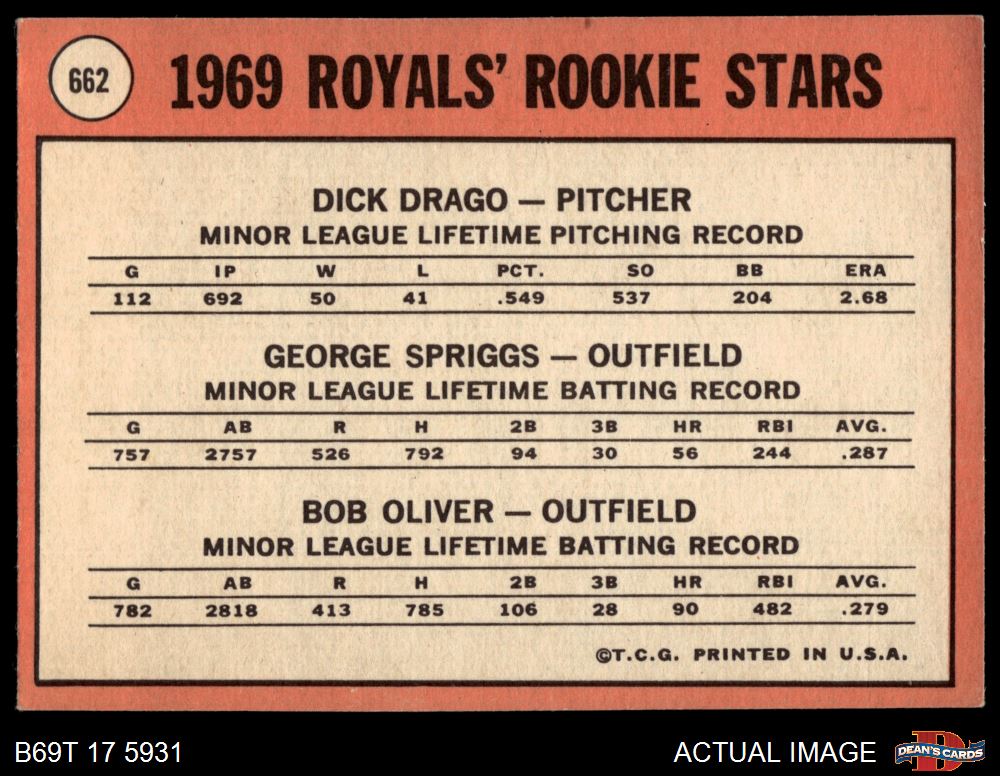 662
1969 ROYALS' ROOKIE STARS
DICK DRAGO — PITCHER
MINOR LEAGUE LIFETIME PITCHING RECORD
G IP W L PCT. SO BB ERA
112 692 50 41 .549 537 204 2.68
GEORGE SPRIGGS — OUTFIELD
MINOR LEAGUE LIFETIME BATTING RECORD
G AB R H 2B 3B HR RBI AVG.
757 2757 526 792 94 30 56 244 .287
BOB OLIVER — OUTFIELD
MINOR LEAGUE LIFETIME BATTING RECORD
G AB R H 2B 3B HR RBI AVG.
782 2818 413 785 106 28 90 482 .279
©T.C.G. PRINTED IN U.S.A.
B69T 17 5931
ACTUAL IMAGE
DEAN'S CARDS